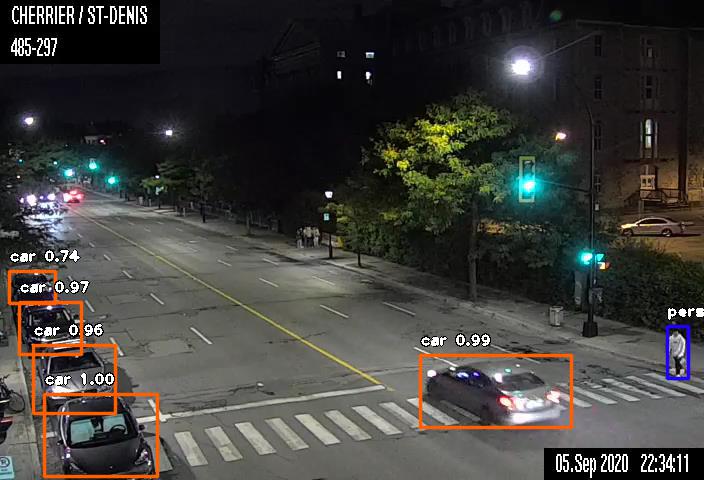 CHERRIER / ST-DENIS
485-297
car 0.74
car 0.97
car 0.96
car 1.00
car 0.99
pers
05.Sep 2020 22:34:11